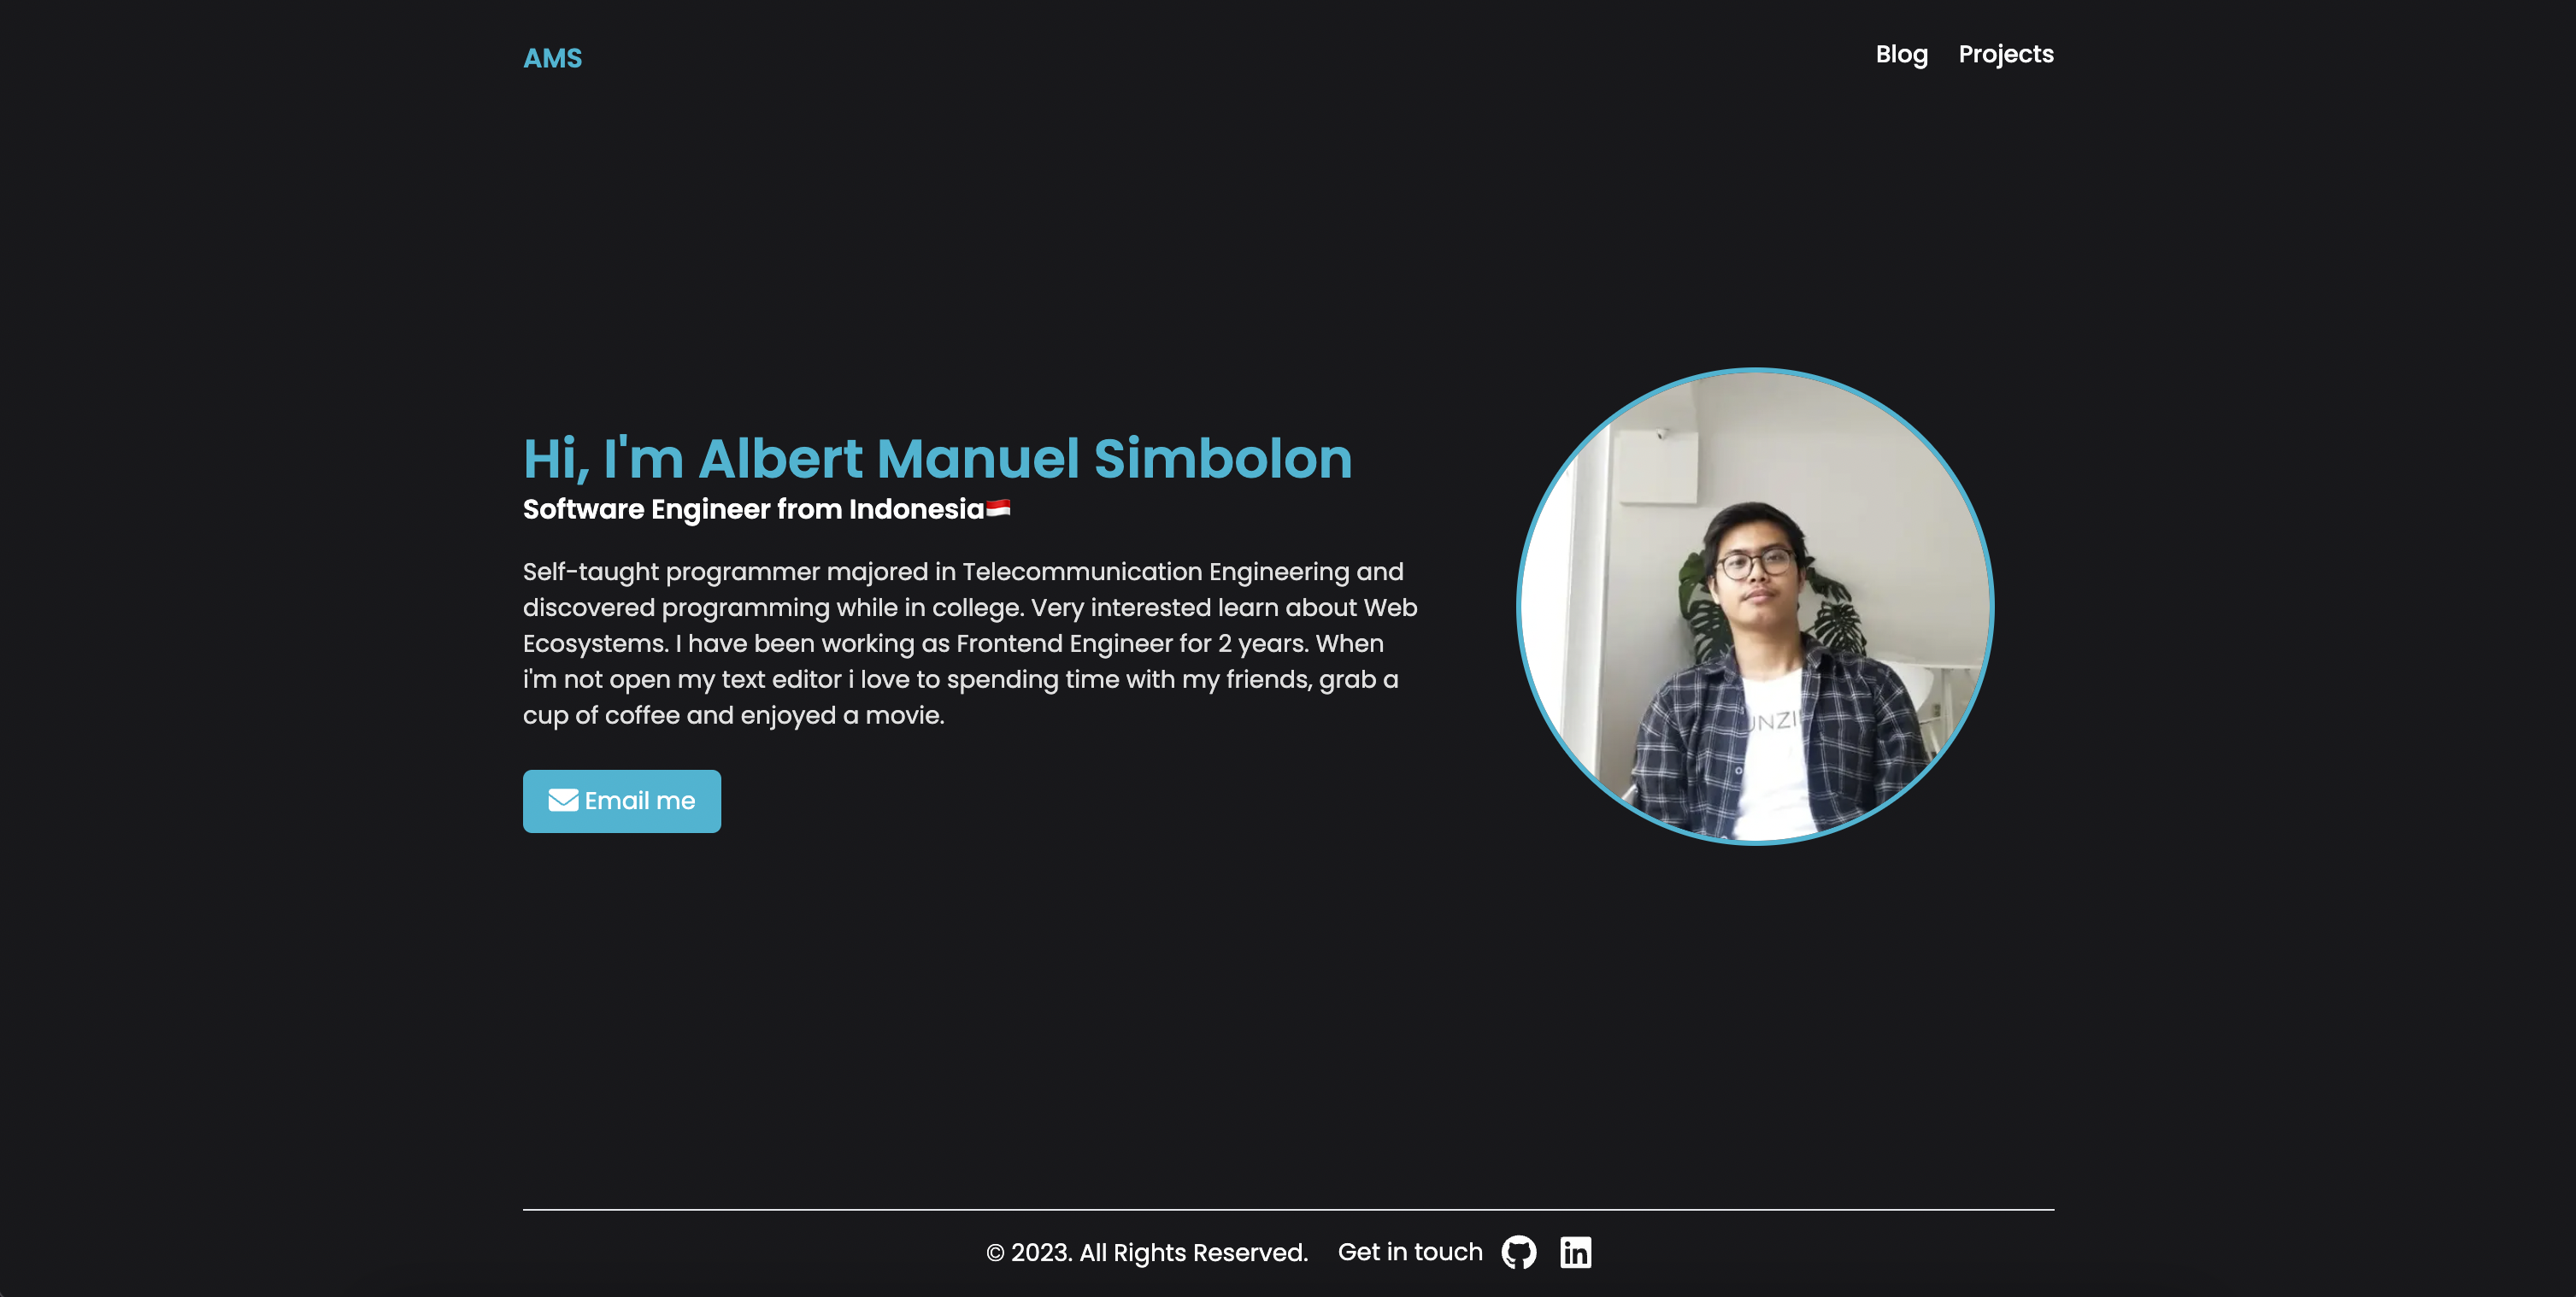 AMS
Blog Projects
Hi, I'm Albert Manuel Simbolon
Software Engineer from Indonesia🇮🇩
Self-taught programmer majored in Telecommunication Engineering and
discovered programming while in college. Very interested learn about Web
Ecosystems. I have been working as Frontend Engineer for 2 years. When
i'm not open my text editor i love to spending time with my friends, grab a
cup of coffee and enjoyed a movie.
Email me
© 2023. All Rights Reserved. Get in touch